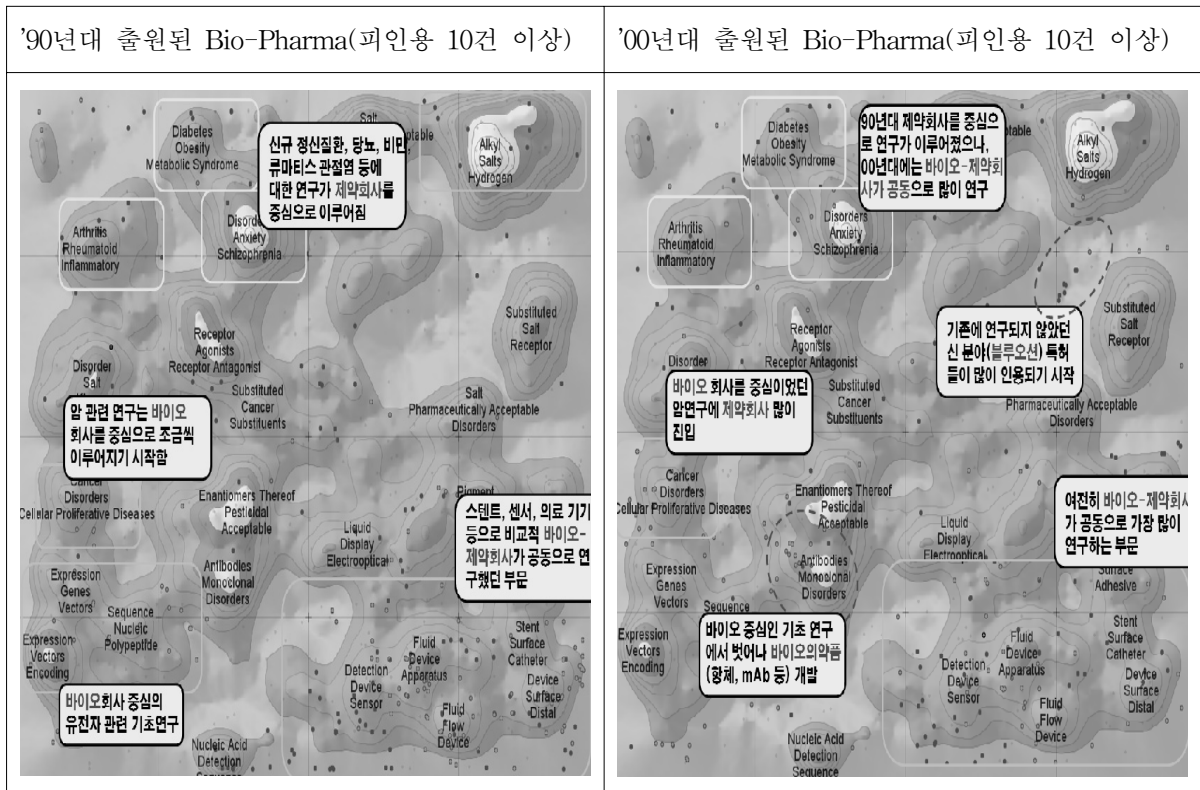 '90년대 출원된 Bio-Pharma(피인용 10건 이상)
Diabetes
Obesity
Metabolic Syndrome
Salt
신규 정신질환, 당뇨, 비만,
류마티스 관절염 등에
대한 연구가 제약회사를
중심으로 이루어짐
Alkyl
Salts
Hydrogen
Arthritis
Rheumatoid
Inflammatory
Anxiety
Schizophrenia
Substituted
Salt
Receptor
Receptor
Agonists
Receptor Antagonist
Disorder
Salt
Substituted
Cancer
Substituents
Salt
Pharmaceutically Acceptable
Disorders
암 관련 연구는 바이오
회사를 중심으로 조금씩
이루어지기 시작함
Cancer
Disorders
Cellular Proliferative Diseases
Enantiomers Thereof
Pesticidal
Acceptable
Pigment
스텐트, 센서, 의료 기기
등으로 비교적 바이오-
제약회사가 공동으로 연
구했던 부문
Liquid
Display
Electrooptical
Antibodies
Monoclonal
Disorders
Expression
Genes
Vectors
Sequence
Nucleic
Polypeptide
Expression
Vectors
Encoding
Fluid
Device
Apparatus
Stent
Surface
Catheter
Detection
Device
Sensor
Device
Surface
Distal
Fluid
Flow
Device
바이오회사 중심의
유전자 관련 기초연구
Nucleic Acid
Detection
Sequence
'00년대 출원된 Bio-Pharma(피인용 10건 이상)
Diabetes
Obesity
Metabolic Syndrome
90년대 제약회사를 중심으
로 연구가 이루어졌으나,
00년대에는 바이오-제약회
사가 공동으로 많이 연구
Alkyl
Salts
Hydrogen
Arthritis
Rheumatoid
Inflammatory
Disorders
Anxiety
Schizophrenia
Substituted
Salt
Receptor
기존에 연구되지 않았던
신 분야(블루오션) 특허
들이 많이 인용되기 시작
Receptor
Agonists
Receptor Antagonist
Disorder
바이오 회사를 중심이었던
암연구에 제약회사 많이
진입
Substituted
Cancer
Substituents
Pharmaceutically Acceptable
Disorders
Cancer
Disorders
Cellular Proliferative Diseases
Enantiomers Thereof
Pesticidal
Acceptable
여전히 바이오-제약회사
가 공동으로 가장 많이
연구하는 부문
Liquid
Display
Electrooptical
Antibodies
Monoclonal
Disorders
Surface
Adhesive
Expression
Genes
Vectors
Sequence
Expression
Vectors
Encoding
바이오 중심인 기초 연구
에서 벗어나 바이오의약품
(항체, mAb 등) 개발
Fluid
Device
Apparatus
Stent
Surface
Catheter
Detection
Device
Sensor
Device
Surface
Distal
Fluid
Flow
Device
Nucleic Acid
Detection
Sequence